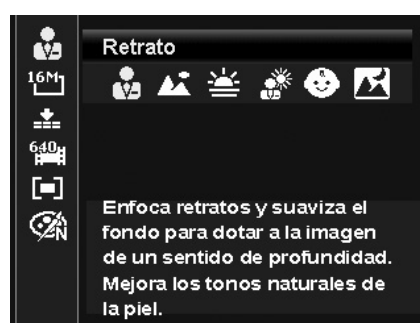 Retrato
16M
640
N
Enfoca retratos y suaviza el
fondo para dotar a la imagen
de un sentido de profundidad.
Mejora los tonos naturales de
la piel.